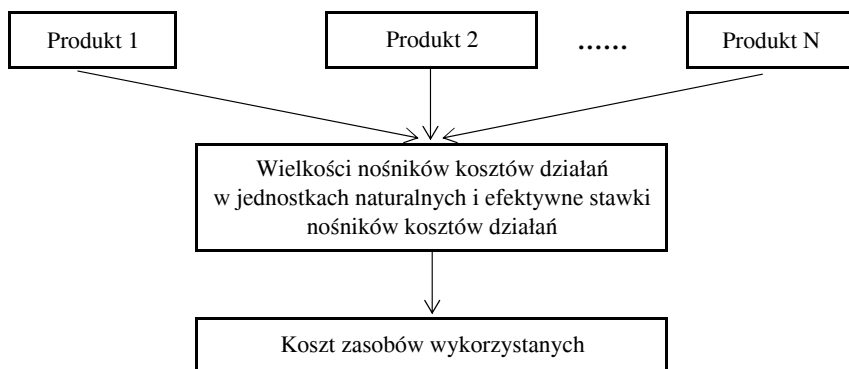 Produkt 1
Produkt 2
......
Produkt N
Wielkości nośników kosztów działań
w jednostkach naturalnych i efektywne stawki
nośników kosztów działań
Koszt zasobów wykorzystanych